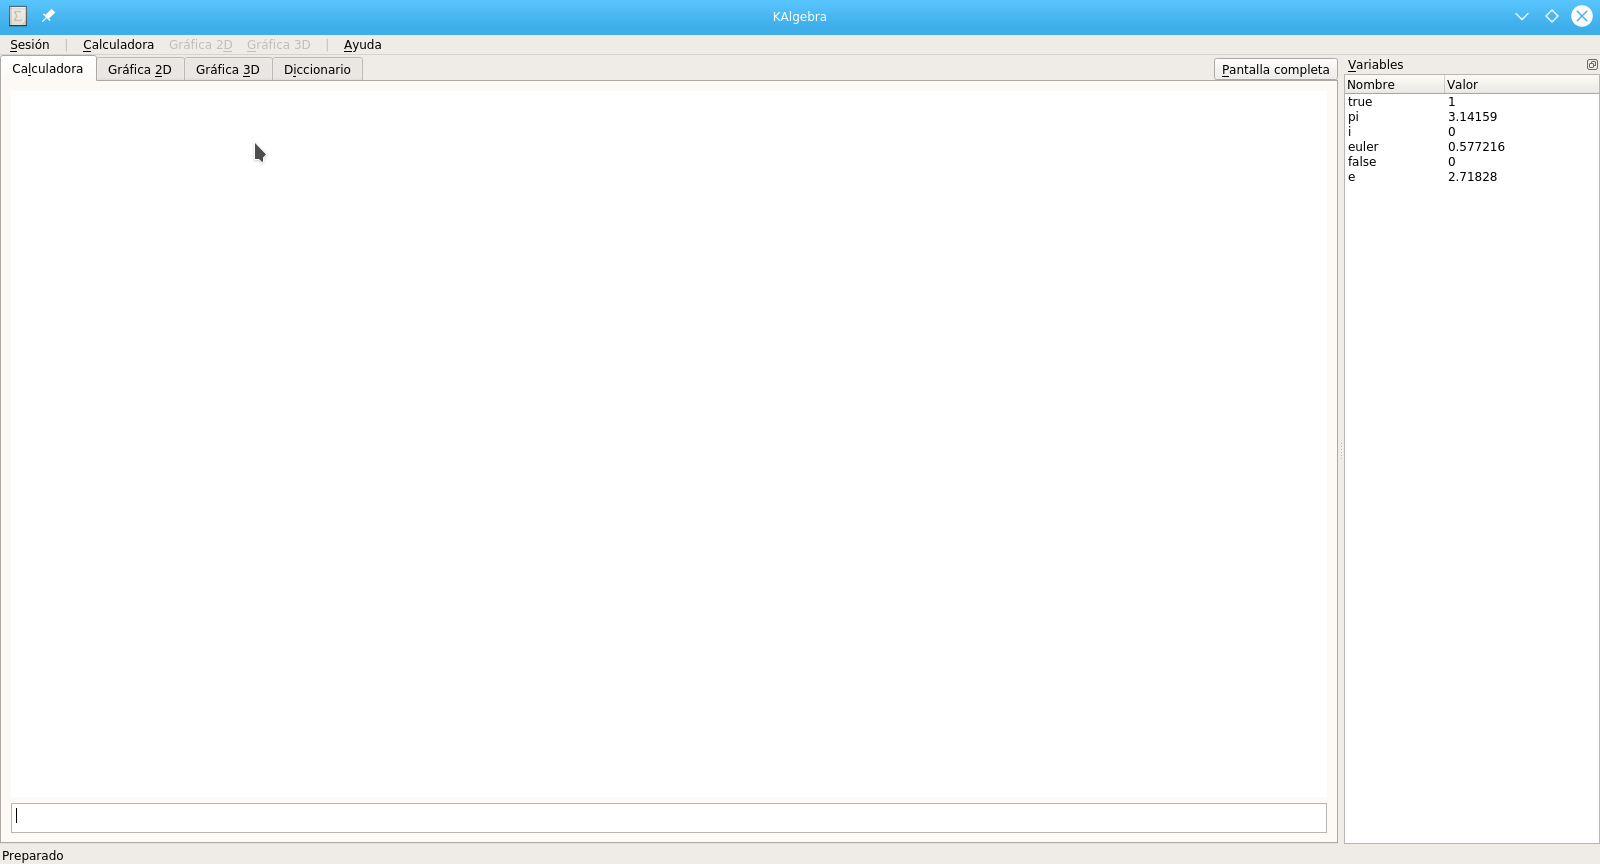 KAlgebra
Sesión | Calculadora Gráfica 2D Gráfica 3D | Ayuda
Calculadora Gráfica 2D Gráfica 3D Diccionario Pantalla completa
Variables
Nombre Valor
true 1
pi 3.14159
i 0
euler 0.577216
false 0
e 2.71828
Preparado